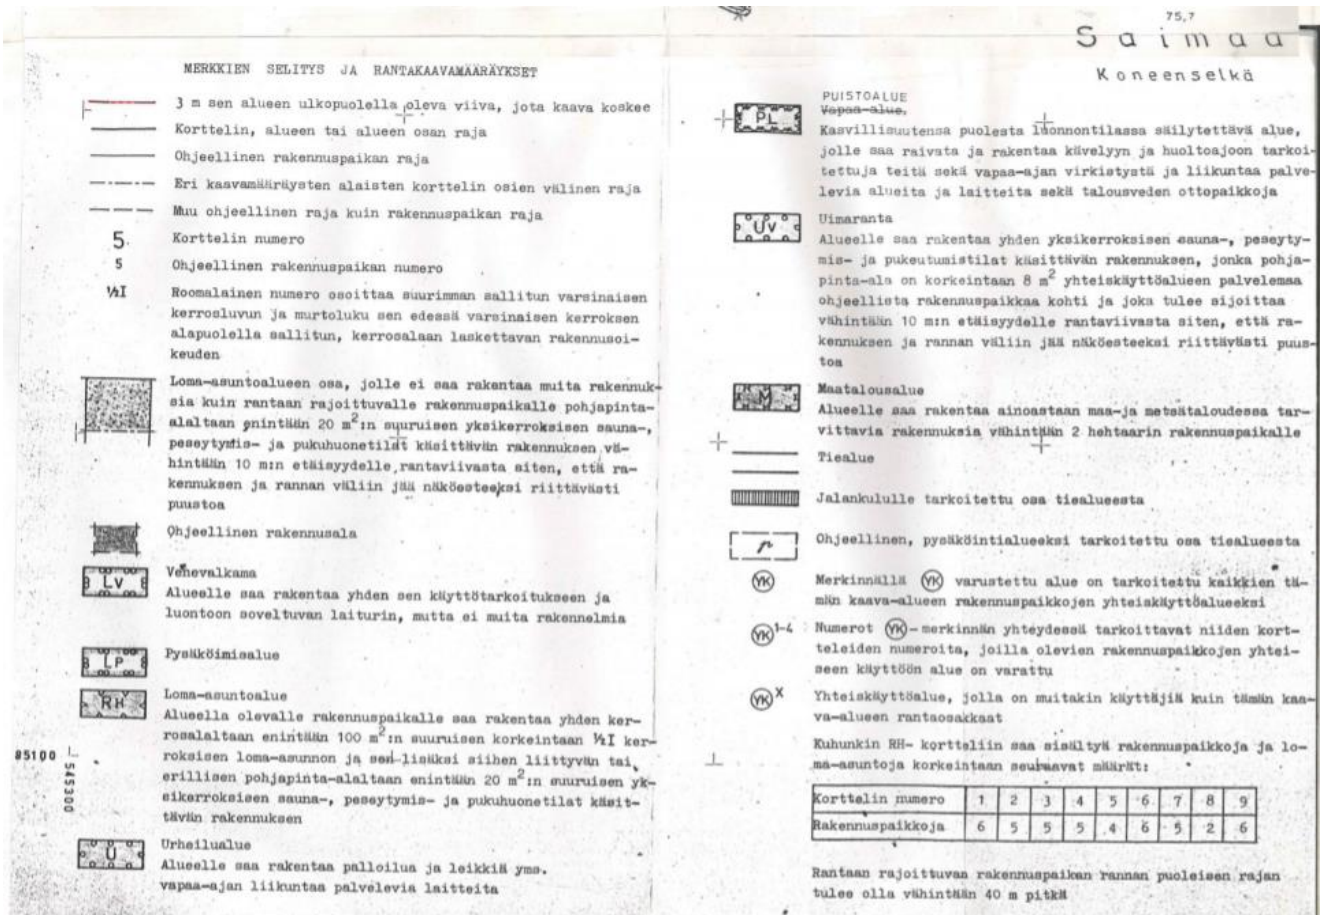 75,7
Saimaa
Koneenselkä
MERKKIEN SELITYS JA RANTAKAAVAMÄÄRÄYKSET
3 m sen alueen ulkopuolella oleva viiva, jota kaava koskee
Korttelin, alueen tai alueen osan raja
Ohjeellinen rakennuspaikan raja
Eri kaavamääräysten alaisten korttelin osien välinen raja
Muu ohjeellinen raja kuin rakennuspaikan raja
5. Korttelin numero
5 Ohjeellinen rakennuspaikan numero
½I Roomalainen numero osoittaa suurimman sallitun varsinaisen
kerrosluvun ja murtoluku sen edessä varsinaisen kerroksen
alapuolella sallitun, kerrosalaan laskettavan rakennusoi-
keuden
Loma-asuntoalueen osa, jolle ei saa rakentaa muita rakennuk-
sia kuin rantaan rajoittuvalle rakennuspaikalle pohjapinta-
alaltaan enintään 20 m²:n suuruisen yksikerroksisen sauna-,
peseytymis- ja pukuhuonetilat käsittävän rakennuksen vä-
hintään 10 m:n etäisyydelle rantaviivasta siten, että ra-
kennuksen ja rannan väliin jää näköesteeksi riittävästi
puustoa
Ohjeellinen rakennusala
Lv Venevalkama
Alueelle saa rakentaa yhden sen käyttötarkoitukseen ja
luontoon soveltuvan laiturin, mutta ei muita rakennelmia
LP Pysäköimisalue
RH Loma-asuntoalue
Alueella olevalle rakennuspaikalle saa rakentaa yhden ker-
rosalaltaan enintään 100 m²:n suuruisen korkeintaan ½I ker-
roksisen loma-asunnon ja sen lisäksi siihen liittyvän tai
erillisen pohjapinta-alaltaan enintään 20 m²:n suuruisen yk-
sikerroksisen sauna-, peseytymis- ja pukuhuonetilat käsit-
tävän rakennuksen
85100
545300
U Urheilualue
Alueelle saa rakentaa palloilua ja leikkiä yms.
vapaa-ajan liikuntaa palvelevia laitteita
PUISTOALUE
PL Vapaa-alue.
Kasvillisuutensa puolesta luonnontilassa säilytettävä alue,
jolle saa raivata ja rakentaa kävelyyn ja huoltoajoon tarkoi-
tettuja teitä sekä vapaa-ajan virkistystä ja liikuntaa palve-
levia alueita ja laitteita sekä talousveden ottopaikkoja
Uv Uimaranta
Alueelle saa rakentaa yhden yksikerroksisen sauna-, peseyty-
mis- ja pukeutumistilat käsittävän rakennuksen, jonka pohja-
pinta-ala on korkeintaan 8 m² yhteiskäyttöalueen palvelemaa
ohjeellista rakennuspaikkaa kohti ja joka tulee sijoittaa
vähintään 10 m:n etäisyydelle rantaviivasta siten, että ra-
kennuksen ja rannan väliin jää näköesteeksi riittävästi puus-
toa
M Maatalousalue
Alueelle saa rakentaa ainoastaan maa-ja metsätaloudessa tar-
vittavia rakennuksia vähintään 2 hehtaarin rakennuspaikalle
Tiealue
Jalankululle tarkoitettu osa tiealueesta
P Ohjeellinen, pysäköintialueeksi tarkoitettu osa tiealueesta
YK Merkinnällä YK varustettu alue on tarkoitettu kaikkien tä-
män kaava-alueen rakennuspaikkojen yhteiskäyttöalueeksi
YK 1-4 Numerot YK-merkinnän yhteydessä tarkoittavat niiden kort-
teleiden numeroita, joilla olevien rakennuspaikkojen yhtei-
seen käyttöön alue on varattu
YK X Yhteiskäyttöalue, jolla on muitakin käyttäjiä kuin tämän kaa-
va-alueen rantaosakkaat
Kuhunkin RH- kortteliin saa sisältyä rakennuspaikkoja ja lo-
ma-asuntoja korkeintaan seuraavat määrät:
Korttelin numero 1 2 3 4 5 6 7 8 9
Rakennuspaikkoja 6 5 5 5 4 6 5 2 6
Rantaan rajoittuvan rakennuspaikan rannan puoleisen rajan
tulee olla vähintään 40 m pitkä